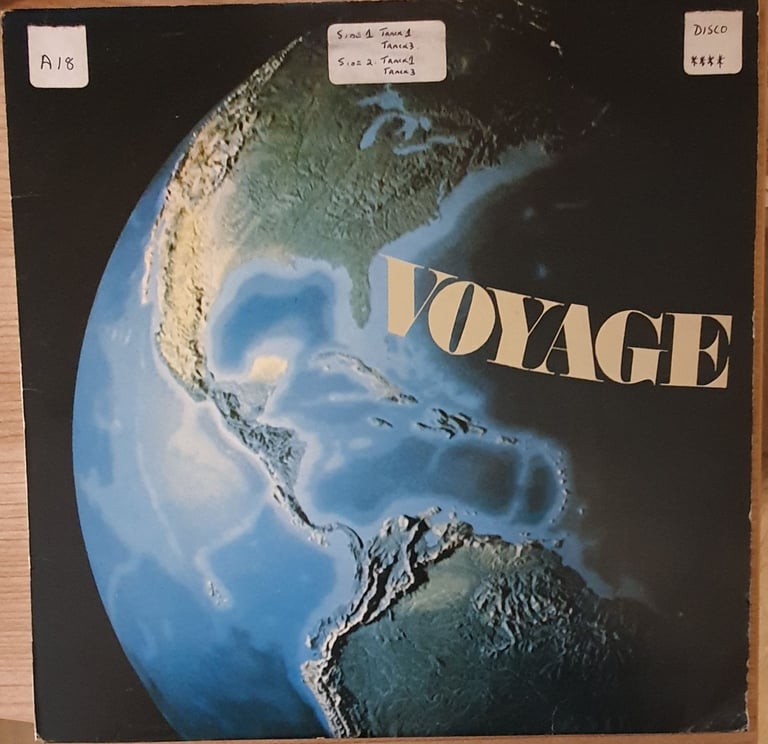 A18
Side 1 Track 1
Track 3.
Side 2. Track 1
Track 3
DISCO
****
VOYAGE